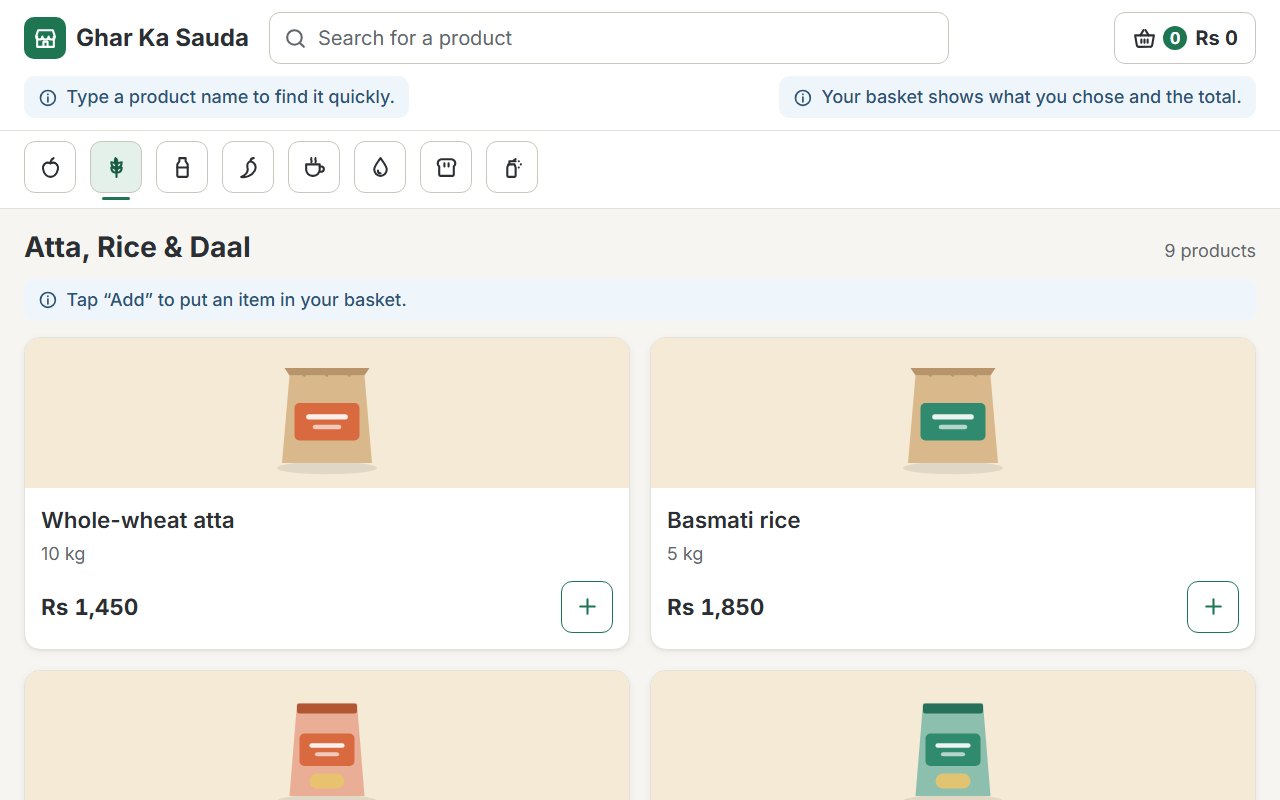 Ghar Ka Sauda
Search for a product
0 Rs 0
Type a product name to find it quickly.
Your basket shows what you chose and the total.
Atta, Rice & Daal
9 products
Tap “Add” to put an item in your basket.
Whole-wheat atta
10 kg
Rs 1,450
Basmati rice
5 kg
Rs 1,850